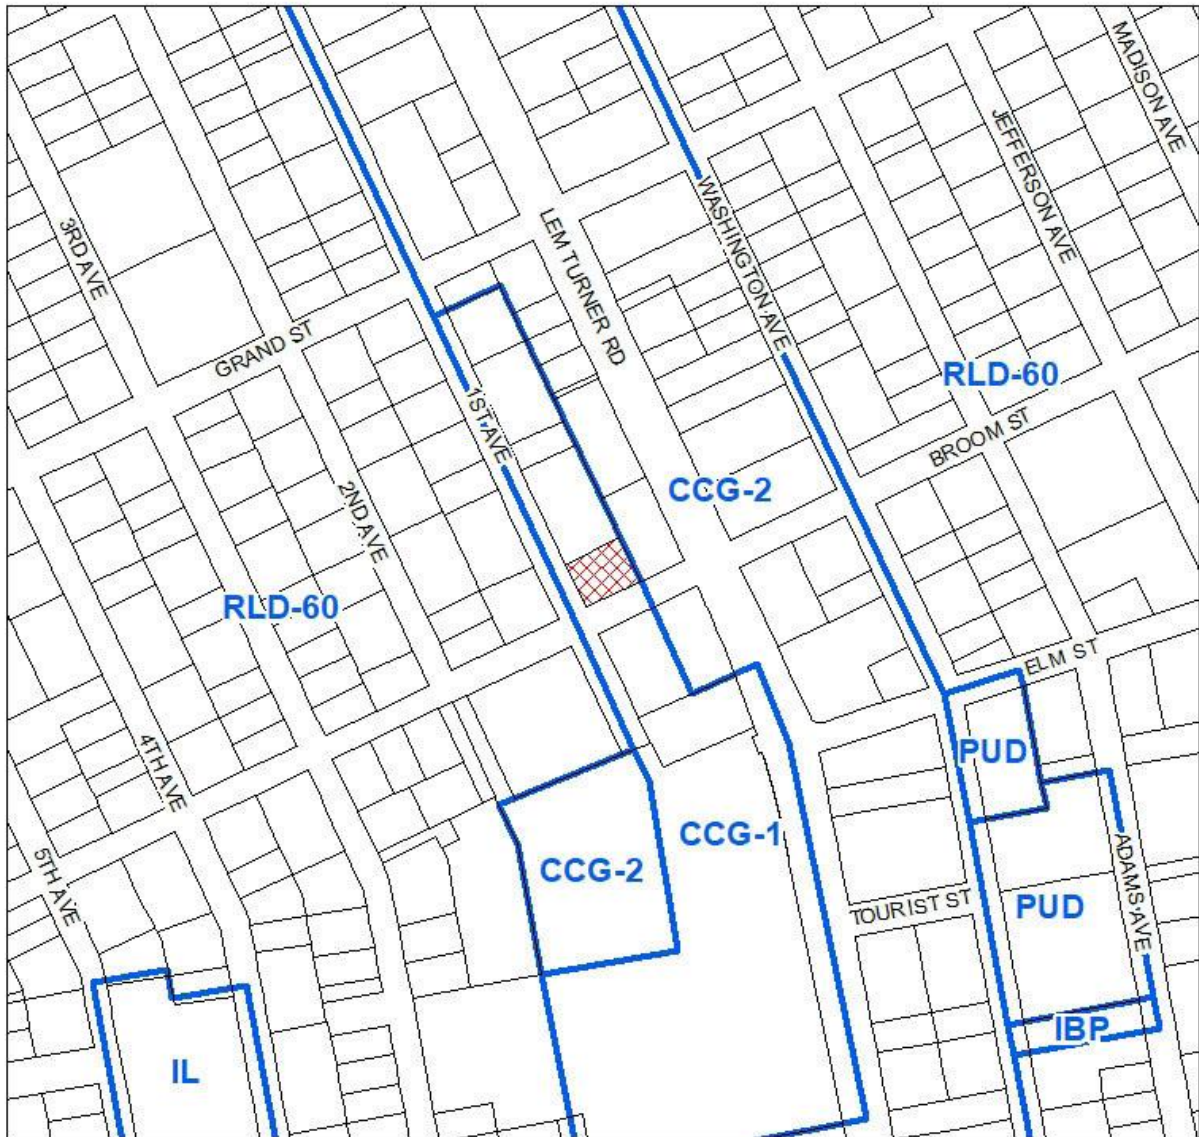 MADISON AVE
JEFFERSON AVE
WASHINGTON AVE
LEM TURNER RD
3RD AVE
GRAND ST
RLD-60
1ST AVE
BROOM ST
CCG-2
2ND AVE
RLD-60
ELM ST
PUD
4TH AVE
CCG-1
CCG-2
5TH AVE
ADAMS AVE
TOURIST ST
PUD
IBP
IL